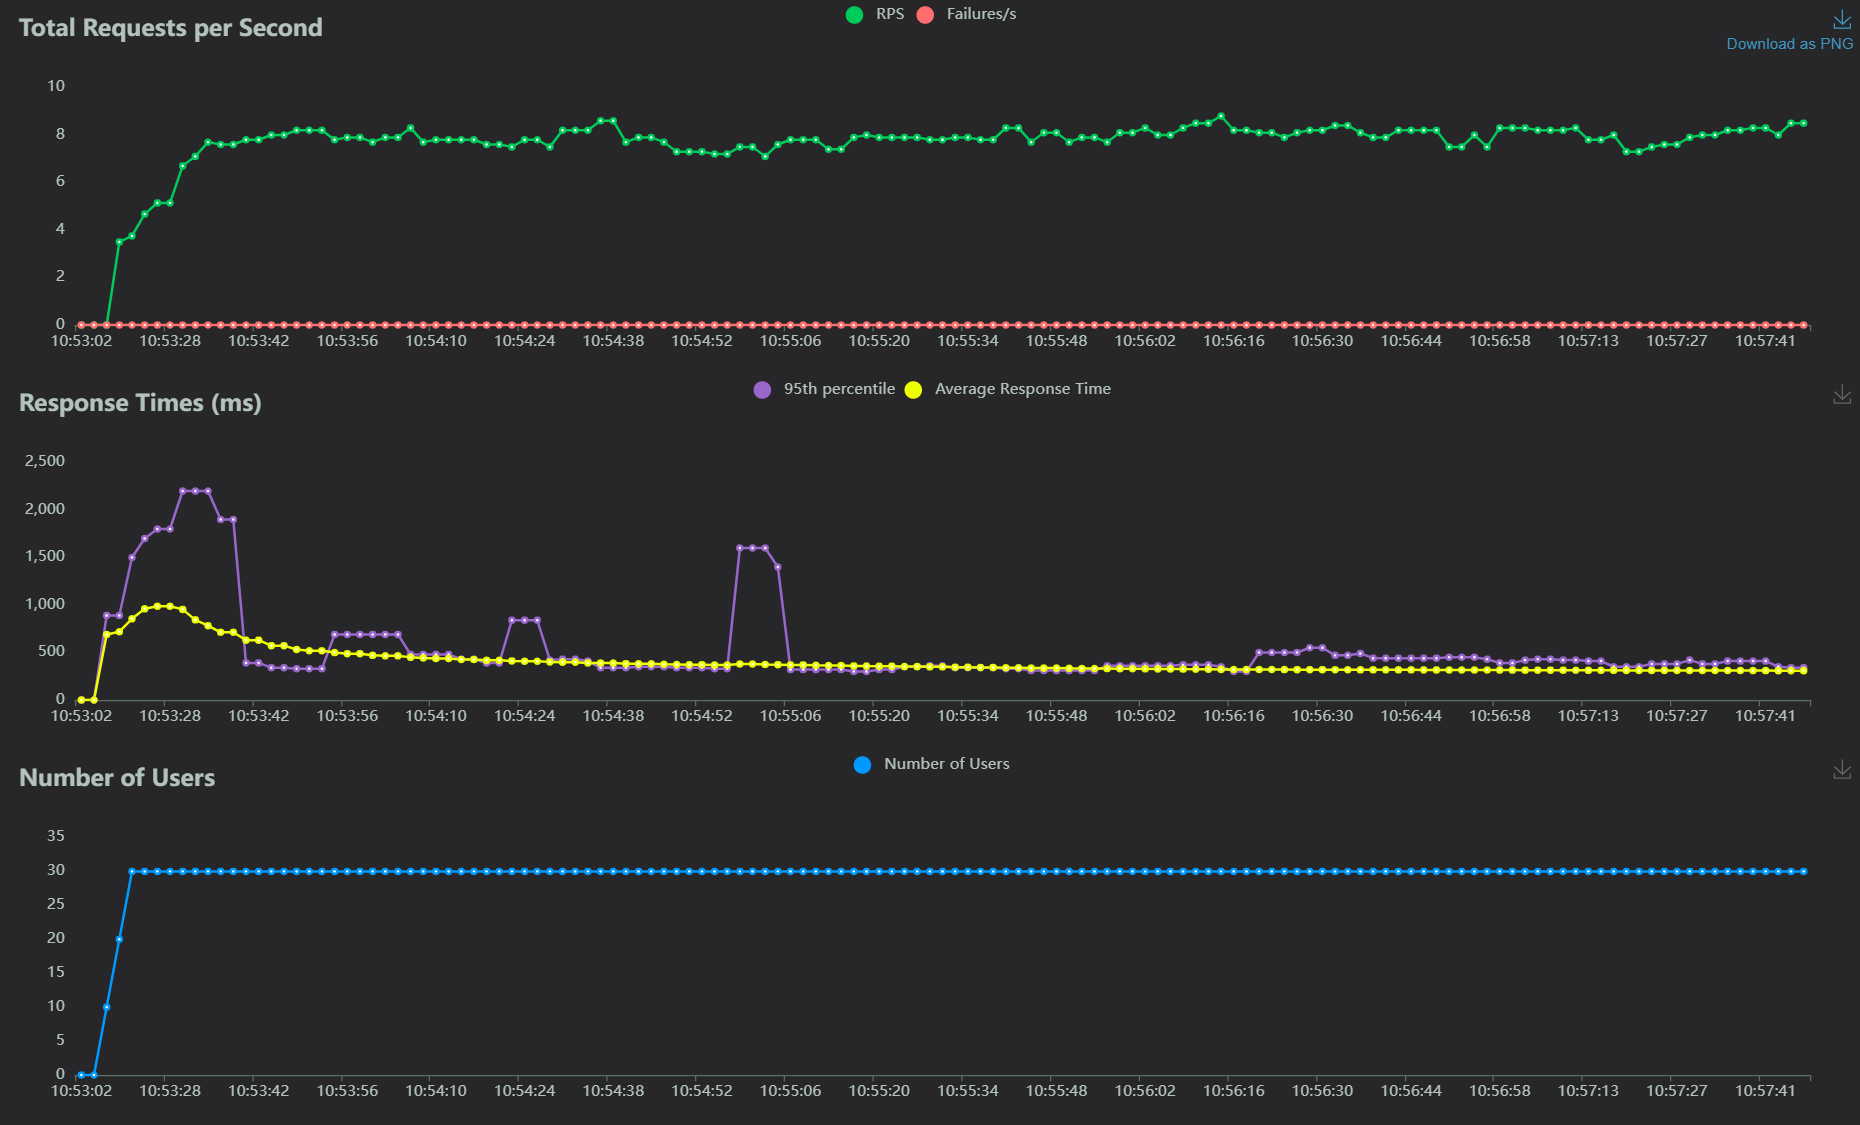 Total Requests per Second
RPS Failures/s
Download as PNG
10
8
6
4
2
0
10:53:02 10:53:28 10:53:42 10:53:56 10:54:10 10:54:24 10:54:38 10:54:52 10:55:06 10:55:20 10:55:34 10:55:48 10:56:02 10:56:16 10:56:30 10:56:44 10:56:58 10:57:13 10:57:27 10:57:41
Response Times (ms)
95th percentile Average Response Time
2,500
2,000
1,500
1,000
500
0
10:53:02 10:53:28 10:53:42 10:53:56 10:54:10 10:54:24 10:54:38 10:54:52 10:55:06 10:55:20 10:55:34 10:55:48 10:56:02 10:56:16 10:56:30 10:56:44 10:56:58 10:57:13 10:57:27 10:57:41
Number of Users
Number of Users
35
30
25
20
15
10
5
0
10:53:02 10:53:28 10:53:42 10:53:56 10:54:10 10:54:24 10:54:38 10:54:52 10:55:06 10:55:20 10:55:34 10:55:48 10:56:02 10:56:16 10:56:30 10:56:44 10:56:58 10:57:13 10:57:27 10:57:41